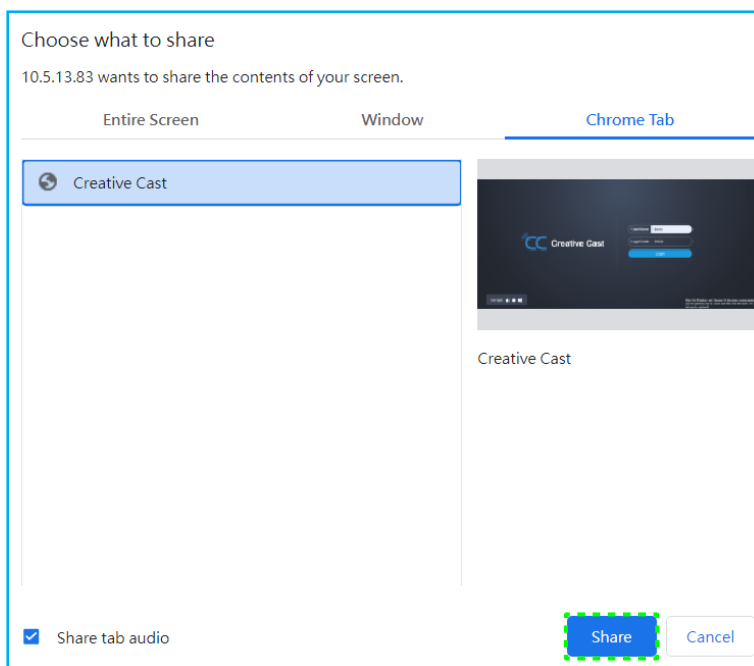 Choose what to share
10.5.13.83 wants to share the contents of your screen.
Entire Screen
Window
Chrome Tab
Creative Cast
CC Creative Cast
Creative Cast
Share tab audio
Share
Cancel